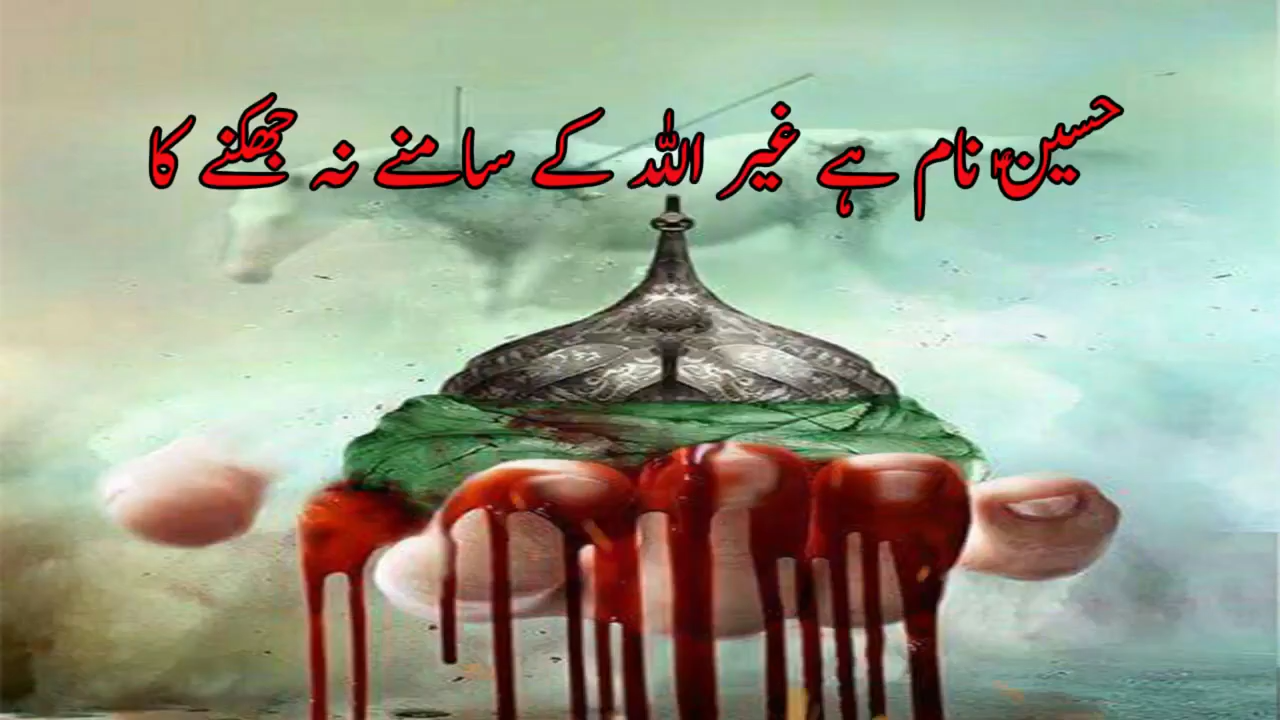 حسینؑ نام ہے غیر اللہ کے سامنے نہ جھکنے کا